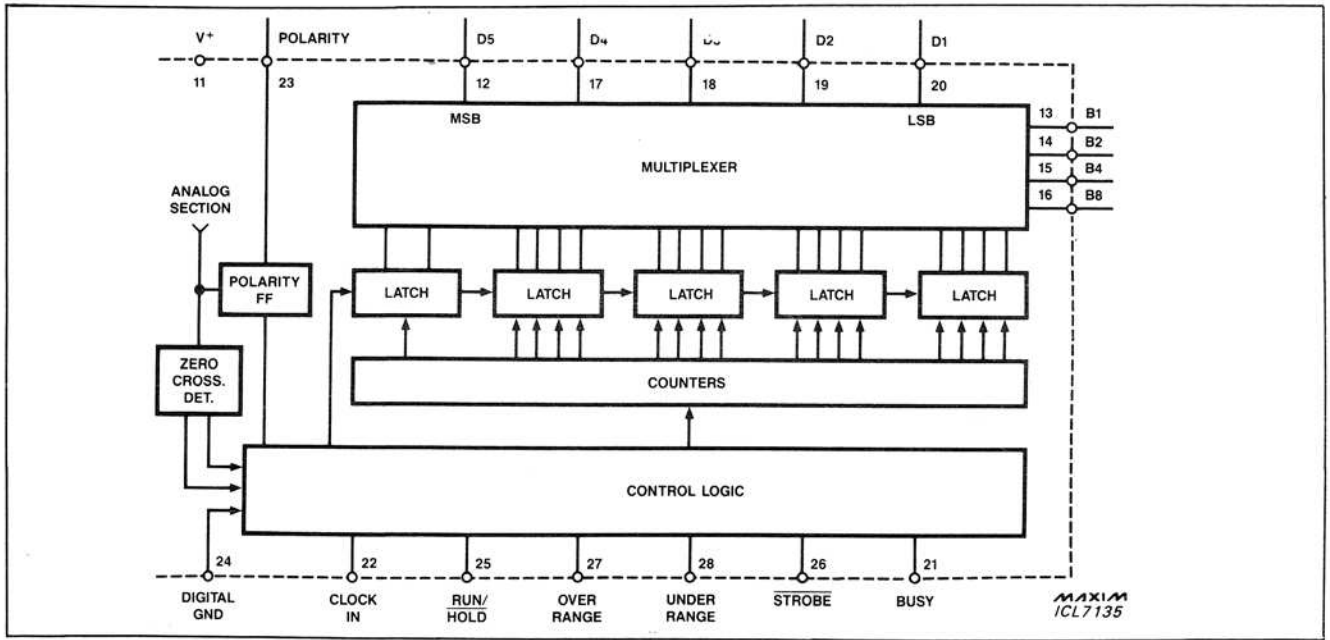 V+ POLARITY D5 D4 D2 D1
11 23 12 17 18 19 20
MSB LSB
13 B1
14 B2
15 B4
16 B8
MULTIPLEXER
ANALOG
SECTION
POLARITY
FF
LATCH LATCH LATCH LATCH LATCH
ZERO
CROSS.
DET.
COUNTERS
CONTROL LOGIC
24 22 25 27 28 26 21
DIGITAL
GND
CLOCK
IN
RUN/
HOLD
OVER
RANGE
UNDER
RANGE
STROBE
BUSY
MAXIM
ICL7135